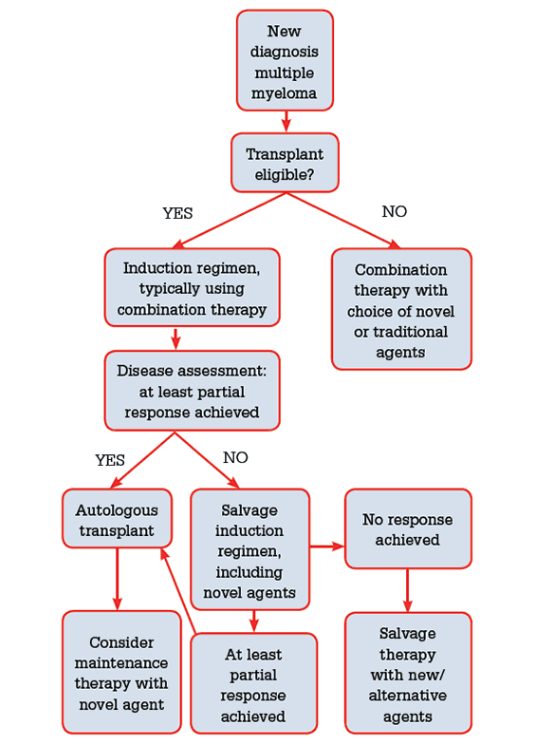 New
diagnosis
multiple
myeloma
Transplant
eligible?
YES
NO
Induction regimen,
typically using
combination therapy
Combination
therapy with
choice of novel
or traditional
agents
Disease assessment:
at least partial
response achieved
YES
NO
Autologous
transplant
Salvage
induction
regimen,
including
novel agents
No response
achieved
Consider
maintenance
therapy with
novel agent
At least
partial
response
achieved
Salvage
therapy
with new/
alternative
agents